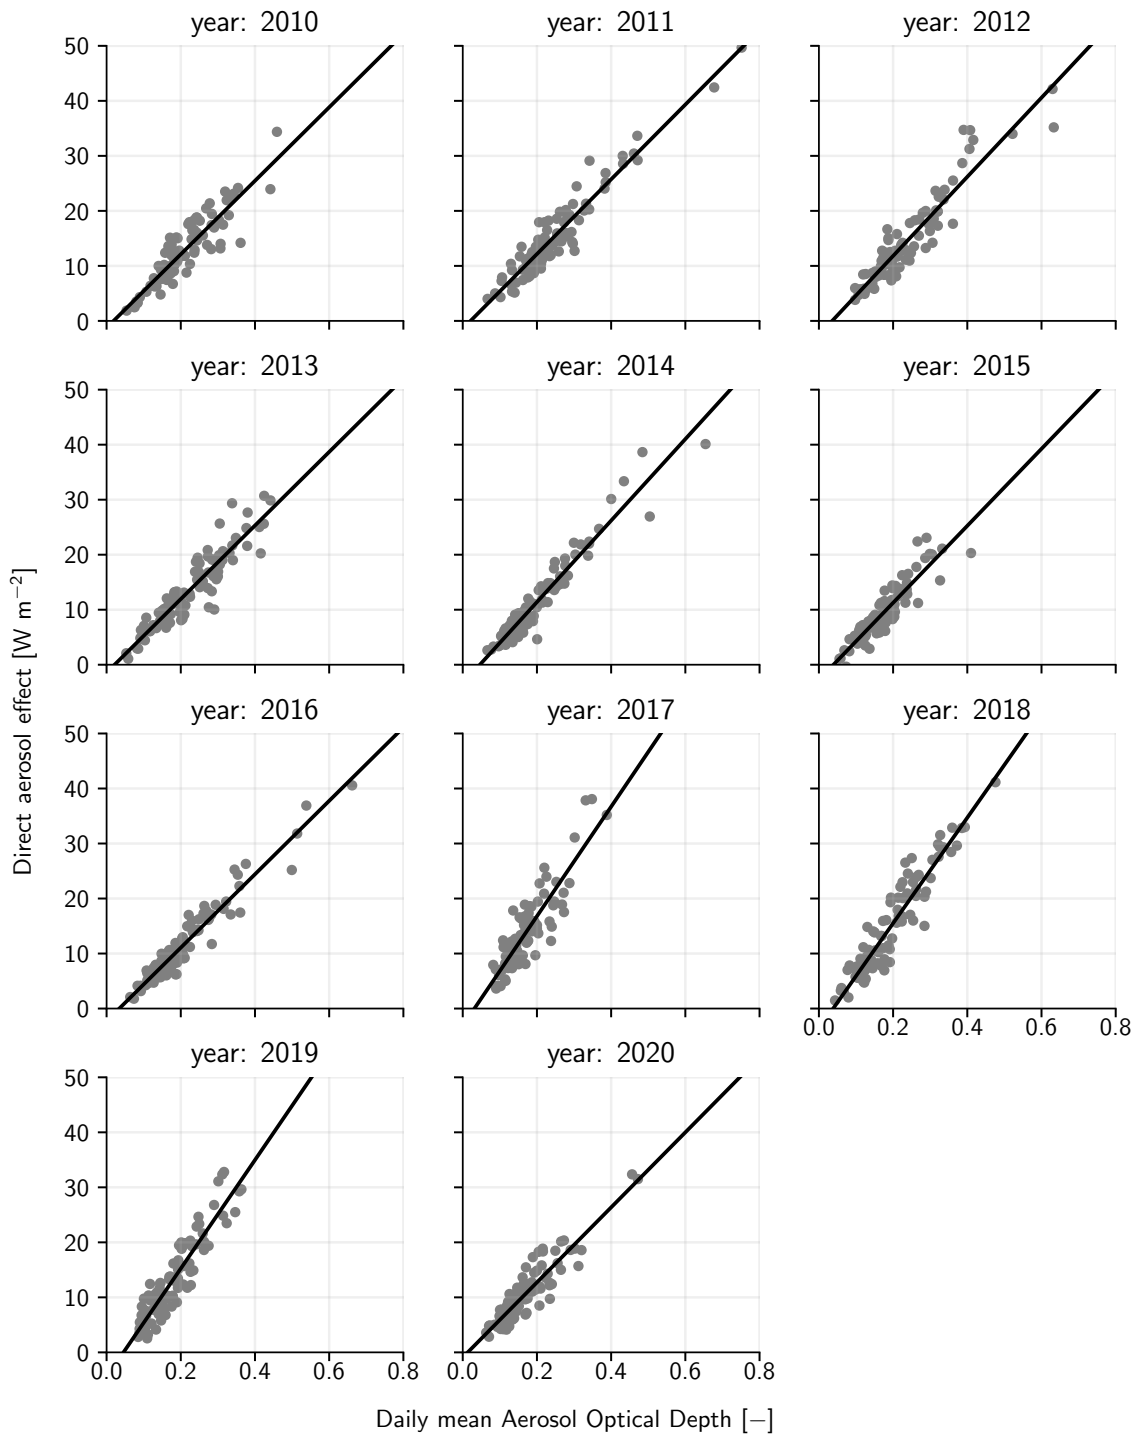 year: 2010
year: 2011
year: 2012
50
40
30
20
10
0
year: 2013
year: 2014
year: 2015
50
40
30
20
10
0
Direct aerosol effect [W m⁻²]
year: 2016
year: 2017
year: 2018
50
40
30
20
10
0
0.0 0.2 0.4 0.6 0.8
year: 2019
year: 2020
50
40
30
20
10
0
0.0 0.2 0.4 0.6 0.8
0.0 0.2 0.4 0.6 0.8
Daily mean Aerosol Optical Depth [−]